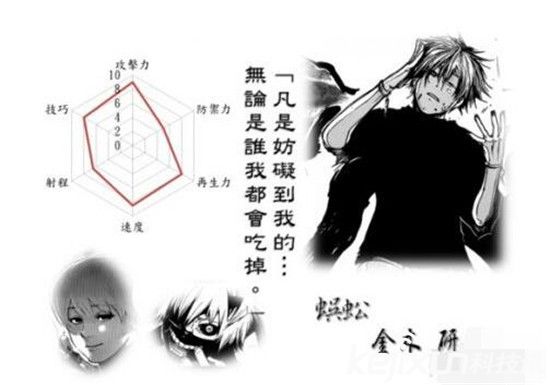 攻擊力
10
8
6
4
2
0
技巧
防禦力
射程
再生力
速度
「凡是妨礙到我的…
無論是誰我都會吃掉。」
蜈蚣
金木 研
kejixun科技讯